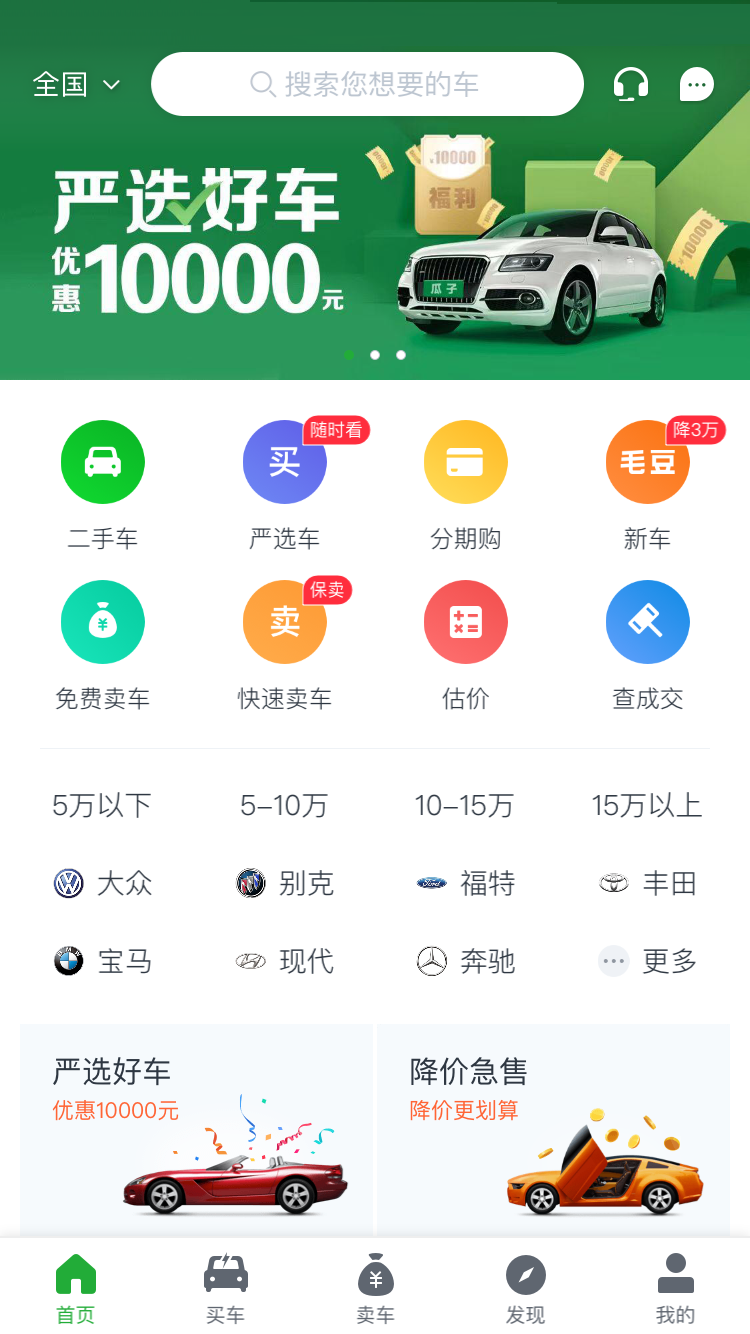 全国
搜索您想要的车
¥10000
福利
10000
严选好车
优惠10000元
瓜子
随时看
降3万
买
毛豆
二手车
严选车
分期购
新车
保卖
卖
免费卖车
快速卖车
估价
查成交
5万以下
5-10万
10-15万
15万以上
大众
别克
Ford
福特
丰田
BMW
宝马
现代
奔驰
更多
严选好车
降价急售
优惠10000元
降价更划算
首页
买车
卖车
发现
我的